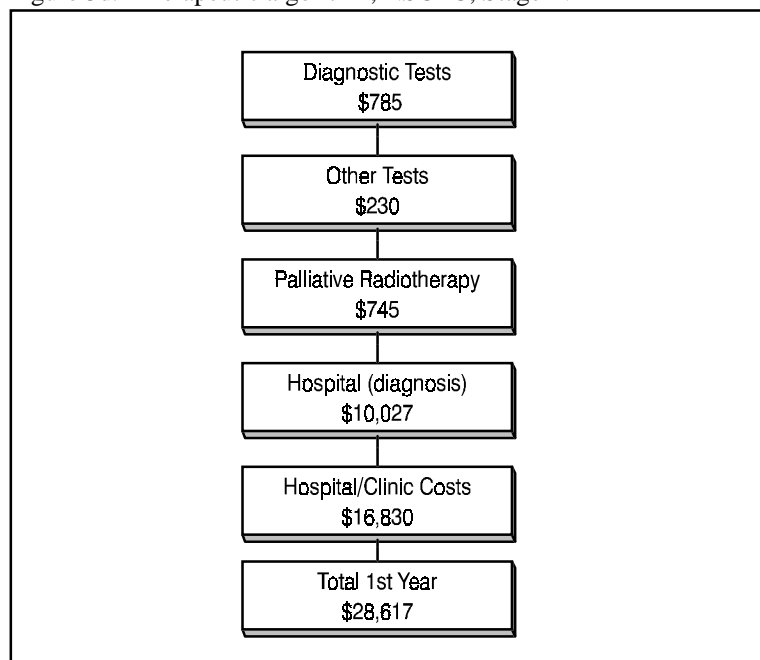 Diagnostic Tests
$785
Other Tests
$230
Palliative Radiotherapy
$745
Hospital (diagnosis)
$10,027
Hospital/Clinic Costs
$16,830
Total 1st Year
$28,617